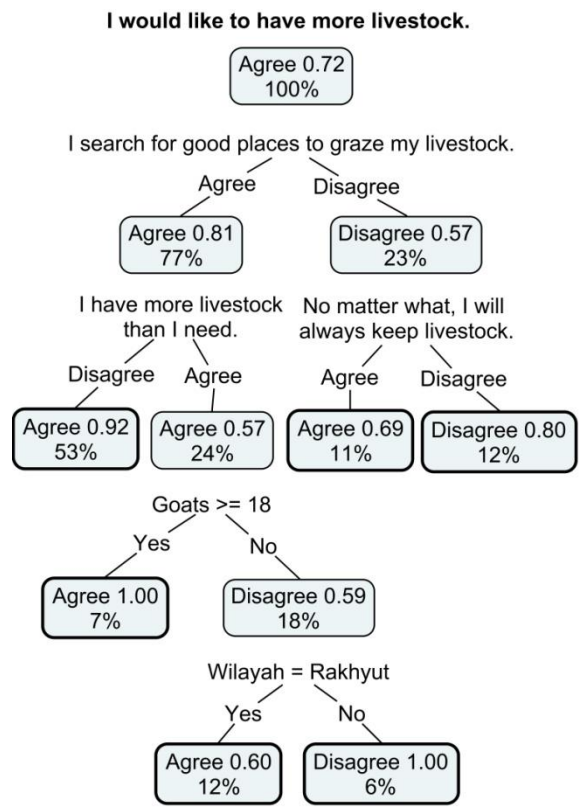 I would like to have more livestock.
Agree 0.72
100%
I search for good places to graze my livestock.
Agree
Disagree
Agree 0.81
77%
Disagree 0.57
23%
I have more livestock
than I need.
No matter what, I will
always keep livestock.
Disagree
Agree
Agree
Disagree
Agree 0.92
53%
Agree 0.57
24%
Agree 0.69
11%
Disagree 0.80
12%
Goats >= 18
Yes
No
Agree 1.00
7%
Disagree 0.59
18%
Wilayah = Rakhyut
Yes
No
Agree 0.60
12%
Disagree 1.00
6%